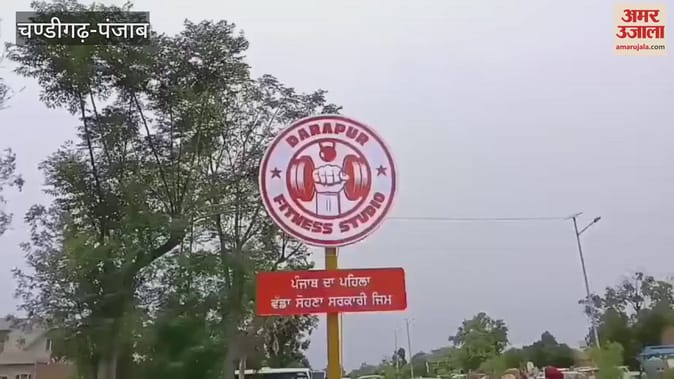 चण्डीगढ़-पंजाब
अमर
उजाला
amarujala.com
DARAPUR
FITNESS STUDIO
ਪੰਜਾਬ ਦਾ ਪਹਿਲਾ
ਵੱਡਾ ਸੋਹਣਾ ਸਰਕਾਰੀ ਜਿਮ